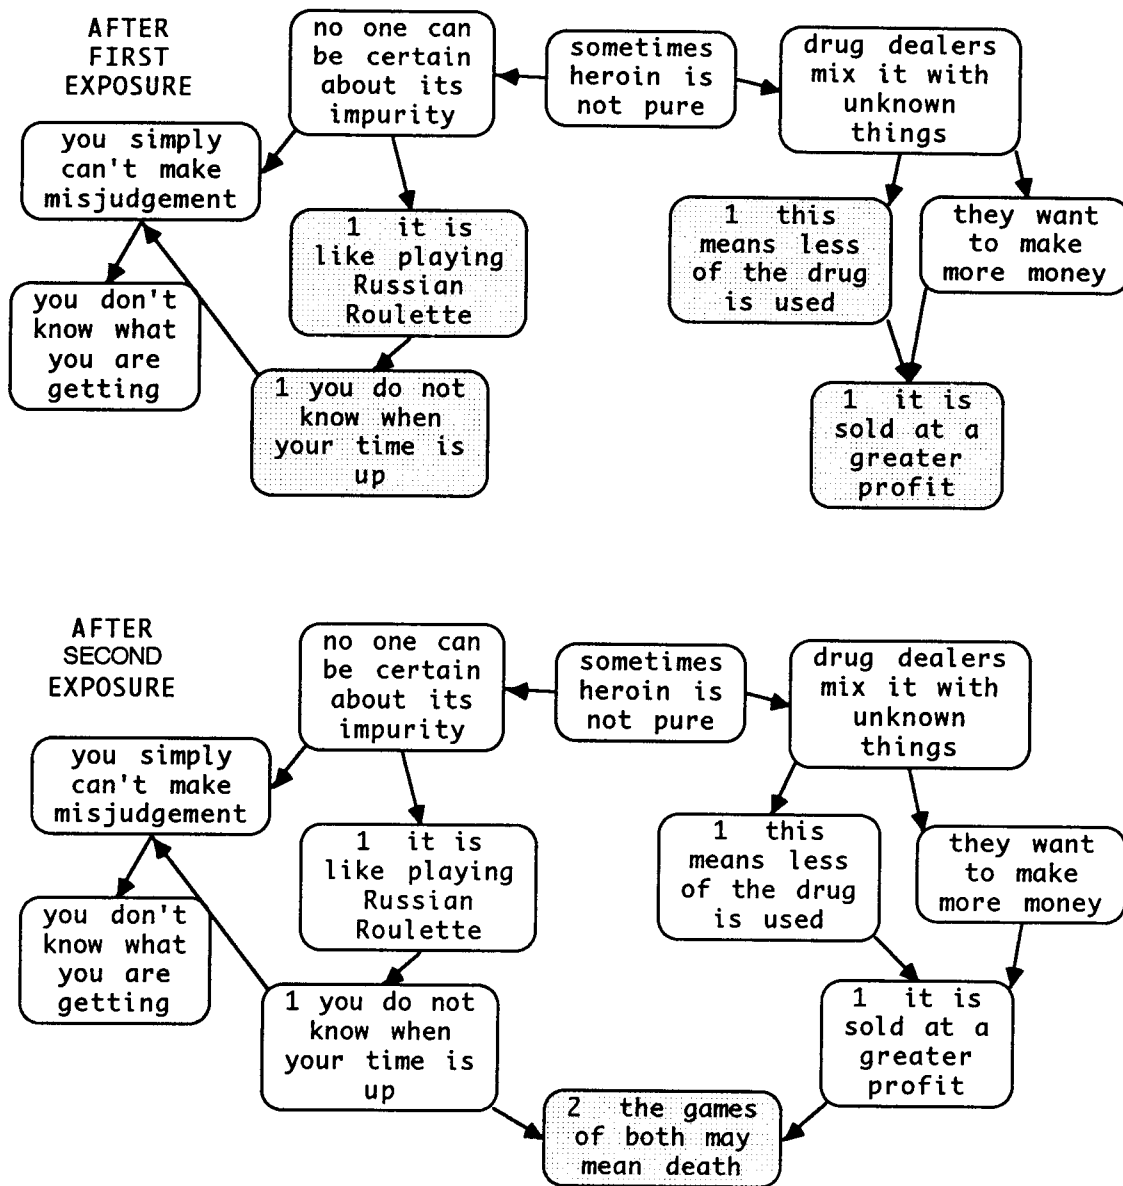 AFTER
FIRST
EXPOSURE
no one can
be certain
about its
impurity
sometimes
heroin is
not pure
drug dealers
mix it with
unknown
things
you simply
can't make
misjudgement
1 it is
like playing
Russian
Roulette
1 this
means less
of the drug
is used
they want
to make
more money
you don't
know what
you are
getting
1 you do not
know when
your time is
up
1 it is
sold at a
greater
profit
AFTER
SECOND
EXPOSURE
no one can
be certain
about its
impurity
sometimes
heroin is
not pure
drug dealers
mix it with
unknown
things
you simply
can't make
misjudgement
1 it is
like playing
Russian
Roulette
1 this
means less
of the drug
is used
they want
to make
more money
you don't
know what
you are
getting
1 you do not
know when
your time is
up
1 it is
sold at a
greater
profit
2 the games
of both may
mean death